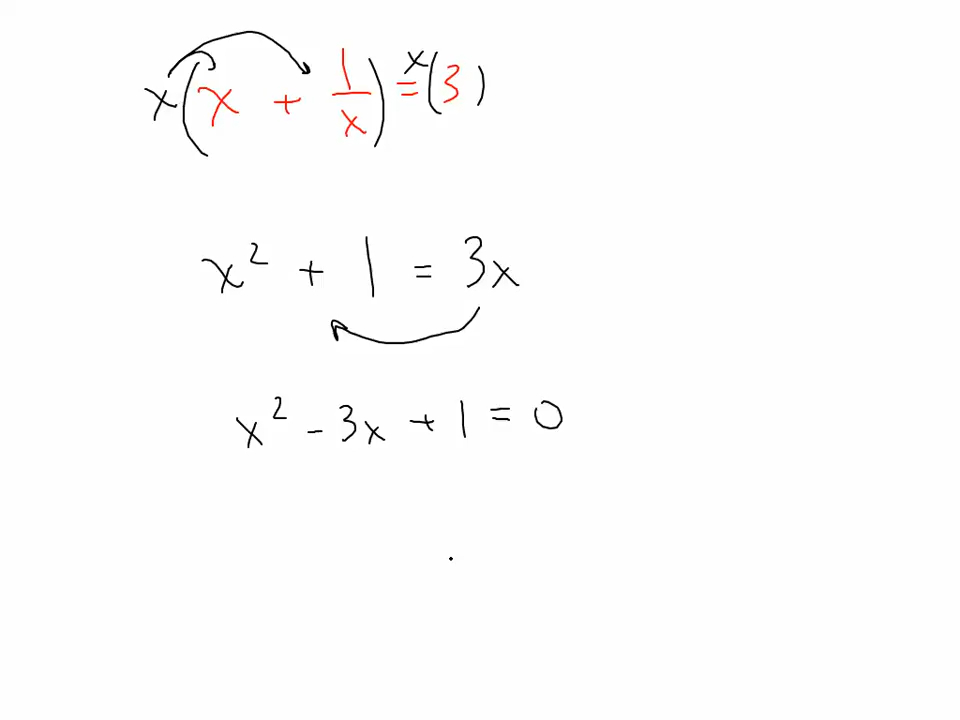 x(x + 1/x) = x(3)
x² + 1 = 3x
x² - 3x + 1 = 0